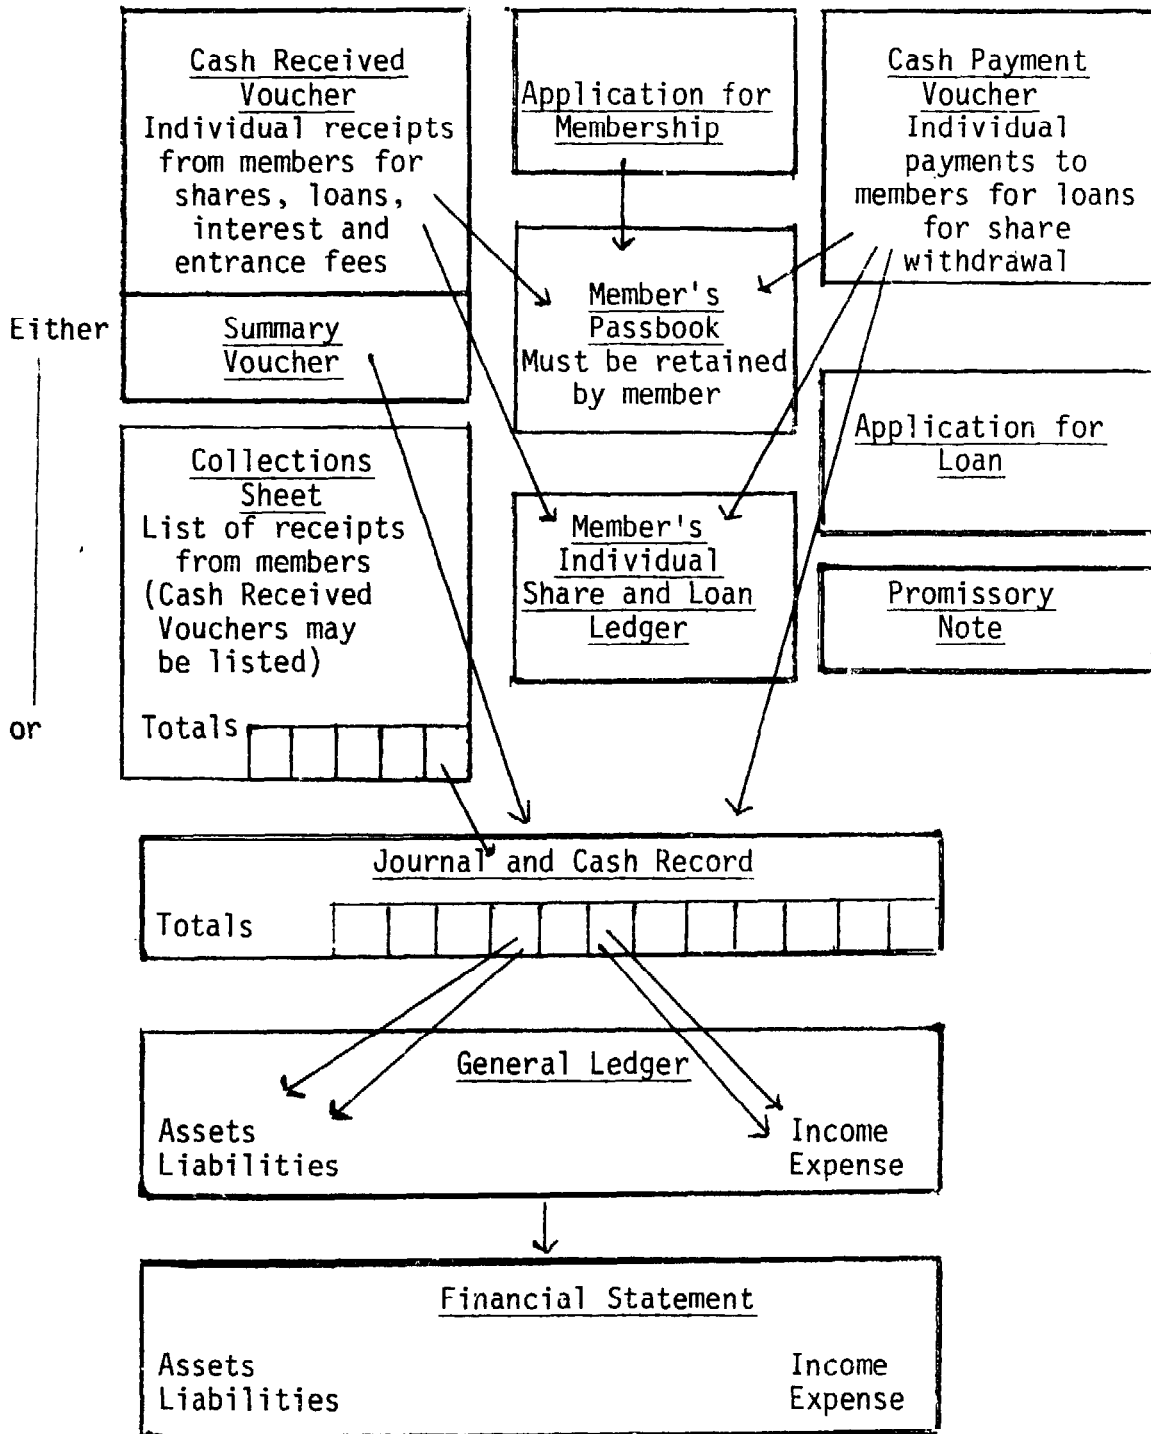 Cash Received
Voucher
Individual receipts
from members for
shares, loans,
interest and
entrance fees
Application for
Membership
Cash Payment
Voucher
Individual
payments to
members for loans
for share
withdrawal
Either
Summary
Voucher
Member's
Passbook
Must be retained
by member
Application for
Loan
Collections
Sheet
List of receipts
from members
(Cash Received
Vouchers may
be listed)
Totals
or
Member's
Individual
Share and Loan
Ledger
Promissory
Note
Journal and Cash Record
Totals
General Ledger
Assets
Liabilities
Income
Expense
Financial Statement
Assets
Liabilities
Income
Expense